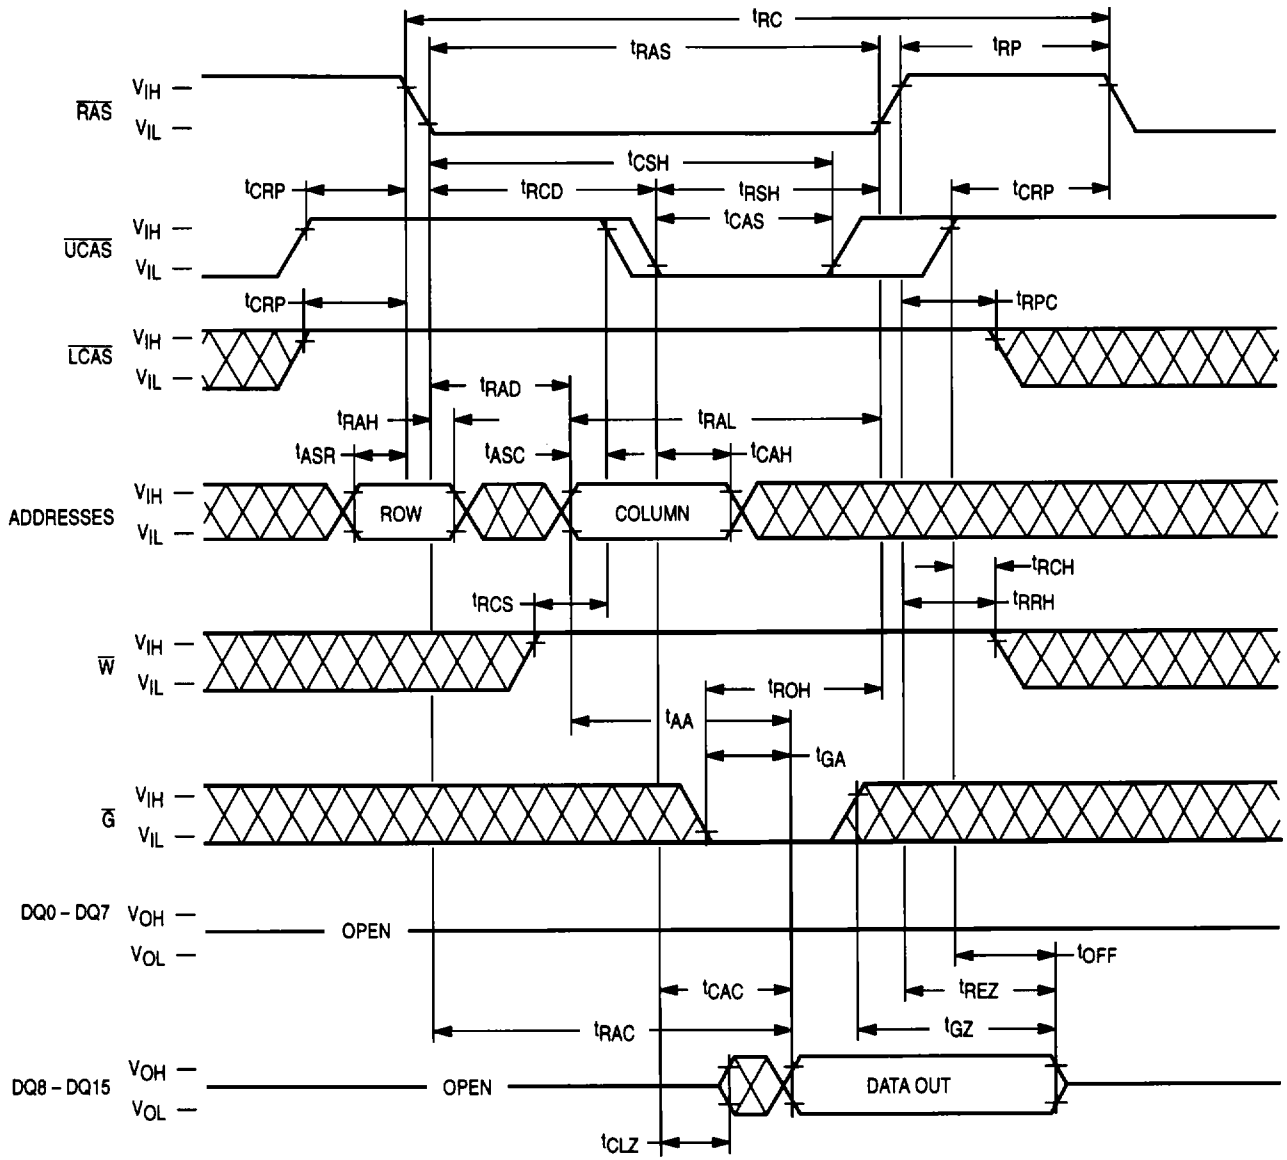 tRC
tRAS
tRP
RAS
VIH
VIL
tCSH
tCRP
tRCD
tRSH
tCRP
tCAS
UCAS
VIH
VIL
tCRP
tRPC
LCAS
VIH
VIL
tRAD
tRAH
tRAL
tASR
tASC
tCAH
ADDRESSES
VIH
VIL
ROW
COLUMN
tRCH
tRCS
tRRH
W
VIH
VIL
tROH
tAA
tGA
G
VIH
VIL
DQ0 – DQ7
VOH
OPEN
VOL
tOFF
tCAC
tREZ
tRAC
tGZ
DQ8 – DQ15
VOH
OPEN
DATA OUT
VOL
tCLZ